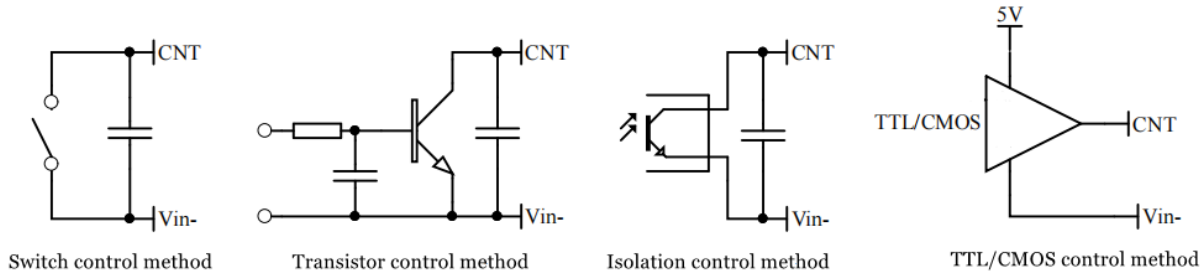 5V
CNT
CNT
CNT
TTL/CMOS
CNT
Vin-
Vin-
Vin-
Vin-
Switch control method
Transistor control method
Isolation control method
TTL/CMOS control method